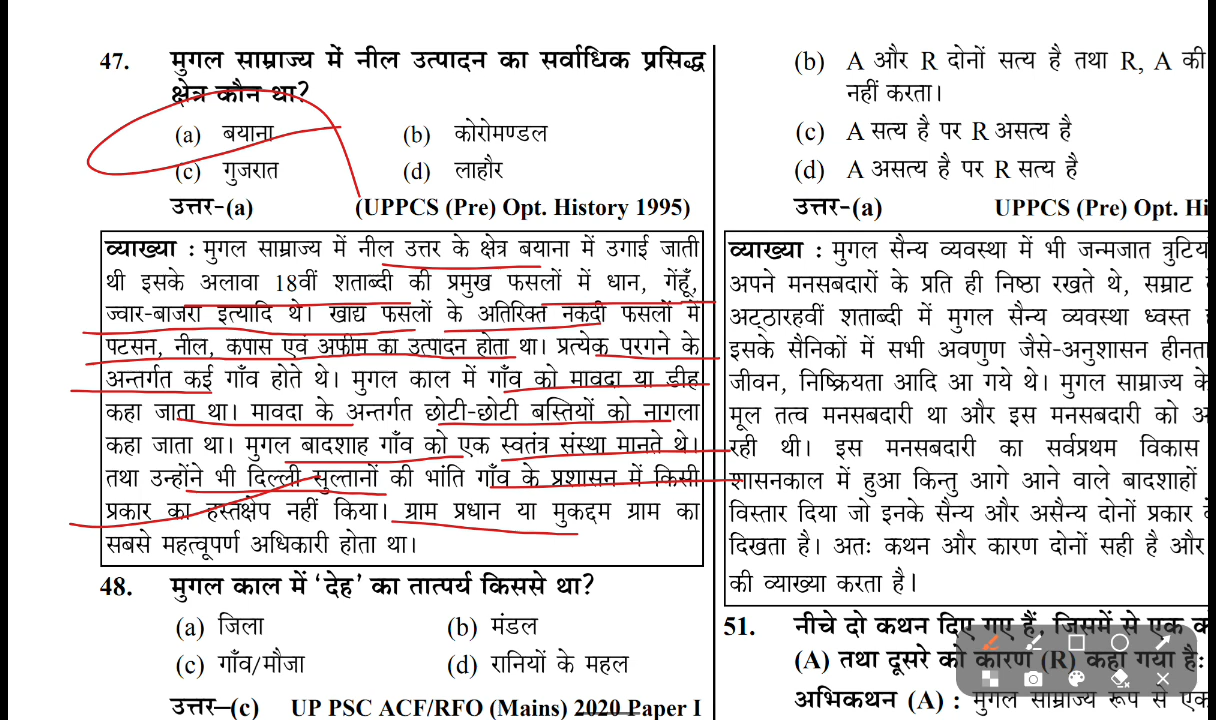 47. मुगल साम्राज्य में नील उत्पादन का सर्वाधिक प्रसिद्ध
क्षेत्र कौन था?
(a) बयाना (b) कोरोमण्डल
(c) गुजरात (d) लाहौर
उत्तर-(a) (UPPCS (Pre) Opt. History 1995)
व्याख्या : मुगल साम्राज्य में नील उत्तर के क्षेत्र बयाना में उगाई जाती
थी इसके अलावा 18वीं शताब्दी की प्रमुख फसलों में धान, गेंहूँ,
ज्वार-बाजरा इत्यादि थे। खाद्य फसलों के अतिरिक्त नकदी फसलों में
पटसन, नील, कपास एवं अफीम का उत्पादन होता था। प्रत्येक परगने के
अन्तर्गत कई गाँव होते थे। मुगल काल में गाँव को मावदा या डीह
कहा जाता था। मावदा के अन्तर्गत छोटी-छोटी बस्तियों को नागला
कहा जाता था। मुगल बादशाह गाँव को एक स्वतंत्र संस्था मानते थे।
तथा उन्होंने भी दिल्ली सुल्तानों की भांति गाँव के प्रशासन में किसी
प्रकार का हस्तक्षेप नहीं किया। ग्राम प्रधान या मुकद्दम ग्राम का
सबसे महत्वूपर्ण अधिकारी होता था।
48. मुगल काल में ‘देह’ का तात्पर्य किससे था?
(a) जिला (b) मंडल
(c) गाँव/मौजा (d) रानियों के महल
उत्तर–(c) UP PSC ACF/RFO (Mains) 2020 Paper I
(b) A और R दोनों सत्य है तथा R, A की
नहीं करता।
(c) A सत्य है पर R असत्य है
(d) A असत्य है पर R सत्य है
उत्तर-(a) UPPCS (Pre) Opt. Hi
व्याख्या : मुगल सैन्य व्यवस्था में भी जन्मजात त्रुटिय
अपने मनसबदारों के प्रति ही निष्ठा रखते थे, सम्राट
अट्ठारहवीं शताब्दी में मुगल सैन्य व्यवस्था ध्वस्त
इसके सैनिकों में सभी अवणुण जैसे-अनुशासन हीनता
जीवन, निष्क्रियता आदि आ गये थे। मुगल साम्राज्य के
मूल तत्व मनसबदारी था और इस मनसबदारी को अ
रही थी। इस मनसबदारी का सर्वप्रथम विकास
शासनकाल में हुआ किन्तु आगे आने वाले बादशाहों
विस्तार दिया जो इनके सैन्य और असैन्य दोनों प्रकार
दिखता है। अतः कथन और कारण दोनों सही है और
की व्याख्या करता है।
51. नीचे दो कथन दिए गए हैं, जिसमें से एक क
(A) तथा दूसरे को कारण (R) कहा गया है:
अभिकथन (A) : मुगल साम्राज्य रूप से एक